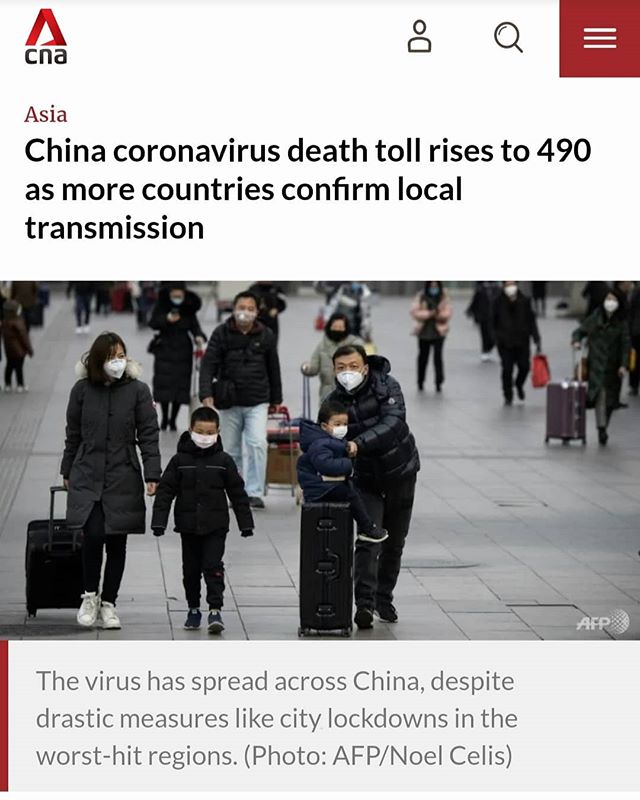 cna
Asia
China coronavirus death toll rises to 490
as more countries confirm local
transmission
AFP
The virus has spread across China, despite
drastic measures like city lockdowns in the
worst-hit regions. (Photo: AFP/Noel Celis)